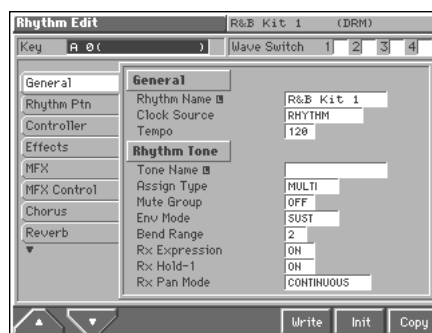 Rhythm Edit R&B Kit 1 (DRM)
Key A 0( ) Wave Switch 1 2 3 4
General
Rhythm Ptn
Controller
Effects
MFX
MFX Control
Chorus
Reverb
General
Rhythm Name R&B Kit 1
Clock Source RHYTHM
Tempo 120
Rhythm Tone
Tone Name
Assign Type MULTI
Mute Group OFF
Env Mode SUST
Bend Range 2
Rx Expression ON
Rx Hold-1 ON
Rx Pan Mode CONTINUOUS
Write Init Copy